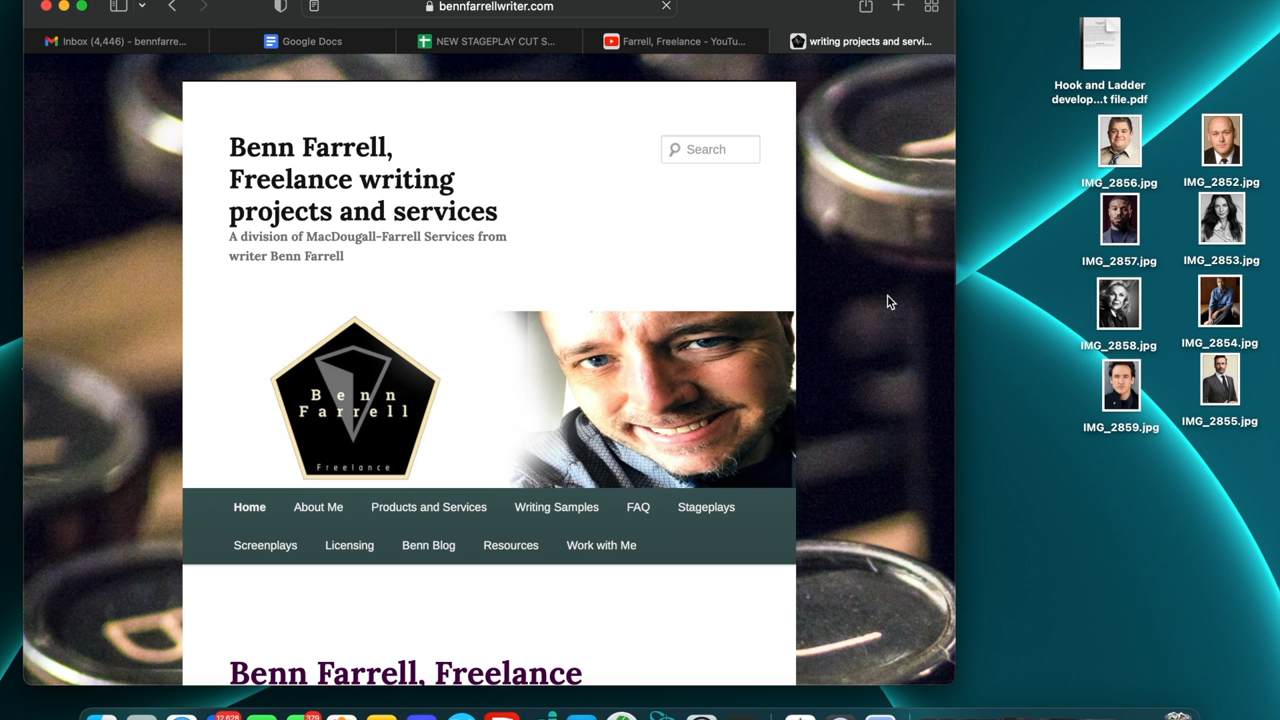 bennfarrellwriter.com
Inbox (4,446) - bennfarre...
Google Docs
NEW STAGEPLAY CUT S...
Farrell, Freelance - YouTu...
writing projects and servi...
Benn Farrell,
Freelance writing
projects and services
A division of MacDougall-Farrell Services from
writer Benn Farrell
Search
Benn
Farrell
Freelance
Home
About Me
Products and Services
Writing Samples
FAQ
Stageplays
Screenplays
Licensing
Benn Blog
Resources
Work with Me
Benn Farrell, Freelance
Hook and Ladder
develop...t file.pdf
IMG_2856.jpg
IMG_2852.jpg
IMG_2857.jpg
IMG_2853.jpg
IMG_2858.jpg
IMG_2854.jpg
IMG_2859.jpg
IMG_2855.jpg
12,628
379